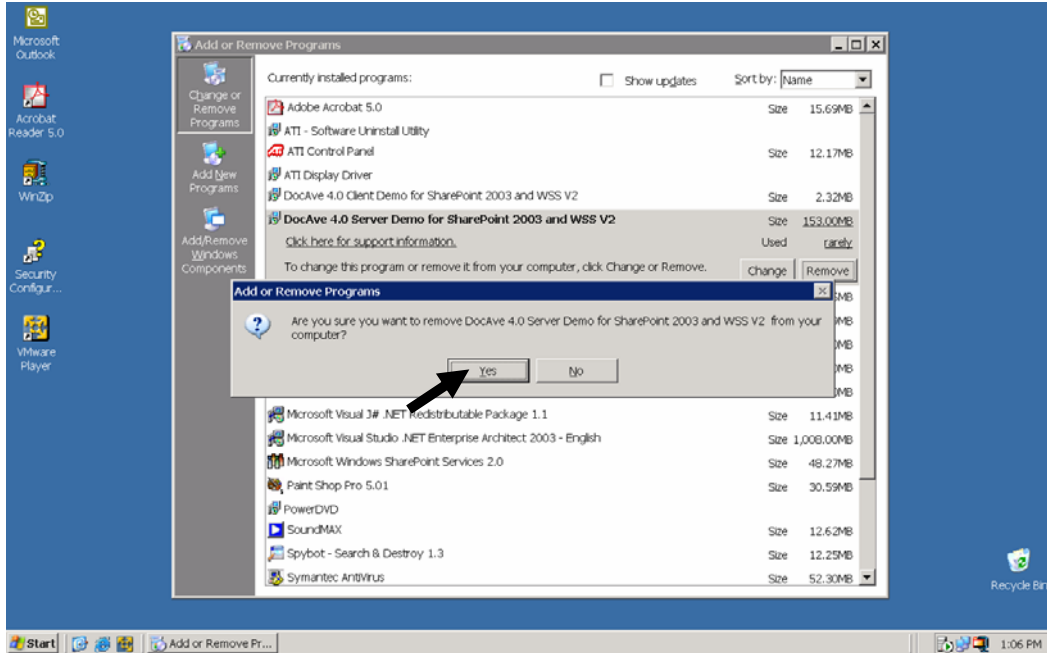 Microsoft
Outlook
Acrobat
Reader 5.0
WinZip
Security
Configur...
VMware
Player
Add or Remove Programs
Change or
Remove
Programs
Add New
Programs
Add/Remove
Windows
Components
Currently installed programs:
Show updates
Sort by: Name
Adobe Acrobat 5.0 Size 15.69MB
ATI - Software Uninstall Utility
ATI Control Panel Size 12.17MB
ATI Display Driver
DocAve 4.0 Client Demo for SharePoint 2003 and WSS V2 Size 2.32MB
DocAve 4.0 Server Demo for SharePoint 2003 and WSS V2 Size 153.00MB
Click here for support information. Used rarely
To change this program or remove it from your computer, click Change or Remove. Change Remove
Add or Remove Programs
MB
Are you sure you want to remove DocAve 4.0 Server Demo for SharePoint 2003 and WSS V2 from your
computer?
MB
MB
MB
MB
Yes No
Microsoft Visual J# .NET Redistributable Package 1.1 Size 11.41MB
Microsoft Visual Studio .NET Enterprise Architect 2003 - English Size 1,008.00MB
Microsoft Windows SharePoint Services 2.0 Size 48.27MB
Paint Shop Pro 5.01 Size 30.59MB
PowerDVD
SoundMAX Size 12.62MB
Spybot - Search & Destroy 1.3 Size 12.25MB
Symantec AntiVirus Size 52.30MB
Recycle Bin
Start Add or Remove Pr... 1:06 PM